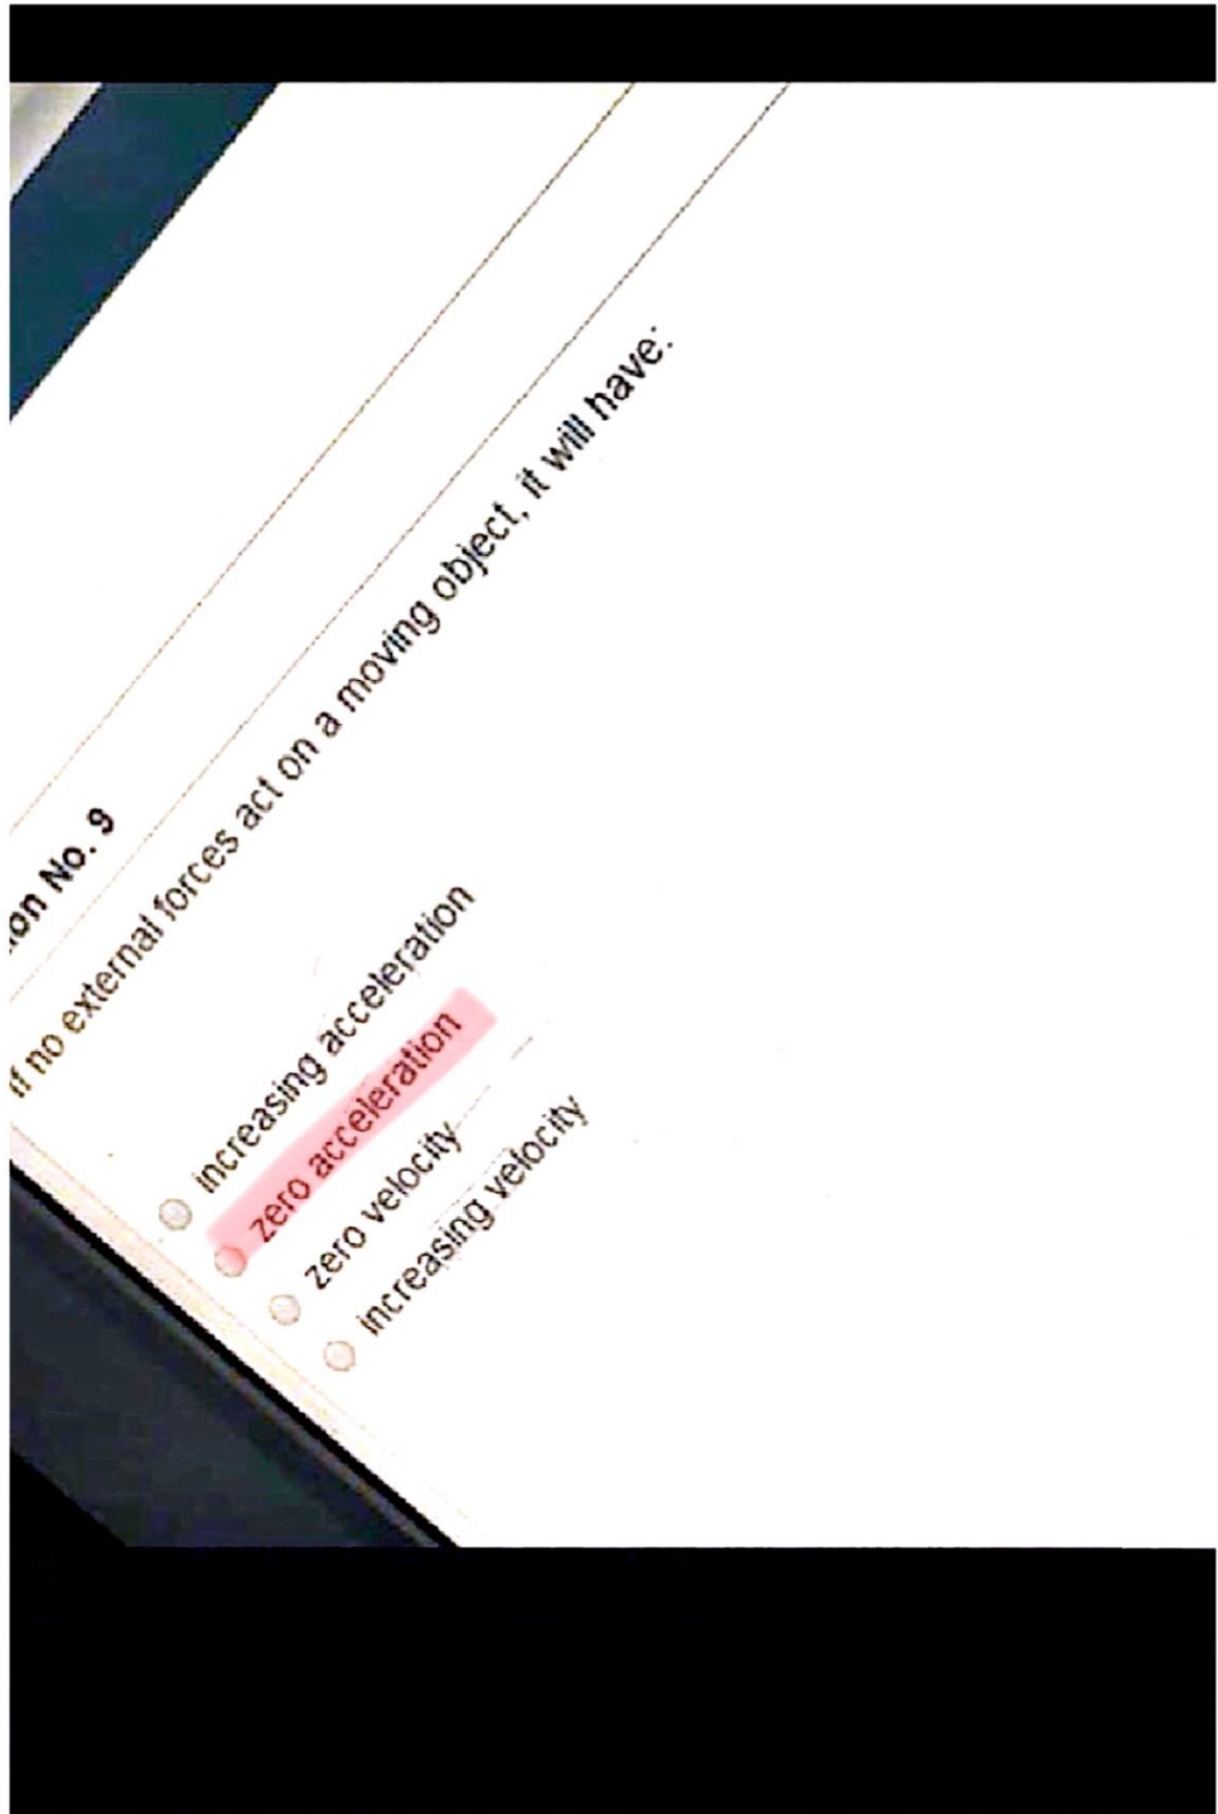 on No. 9
If no external forces act on a moving object, it will have:
increasing acceleration
zero acceleration
zero velocity
increasing velocity